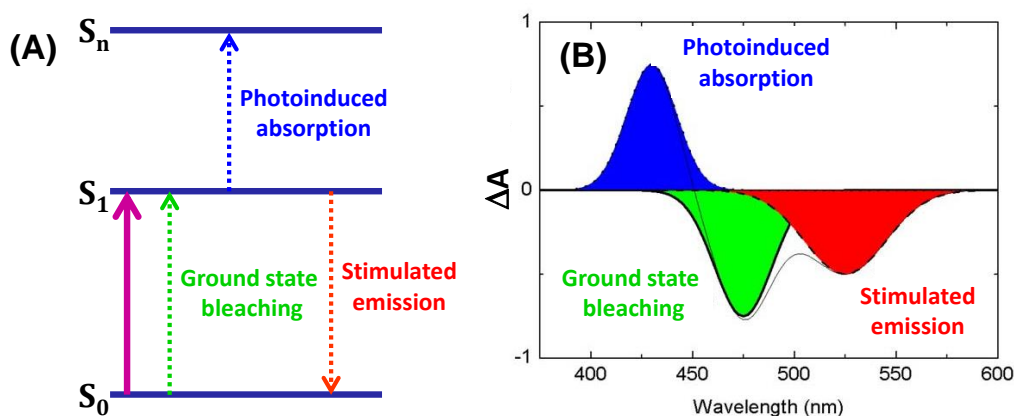 (A)
Sn
Photoinduced
absorption
S1
Ground state
bleaching
Stimulated
emission
S0
(B)
1
0
-1
ΔA
Photoinduced
absorption
Ground state
bleaching
Stimulated
emission
400 450 500 550 600
Wavelength (nm)